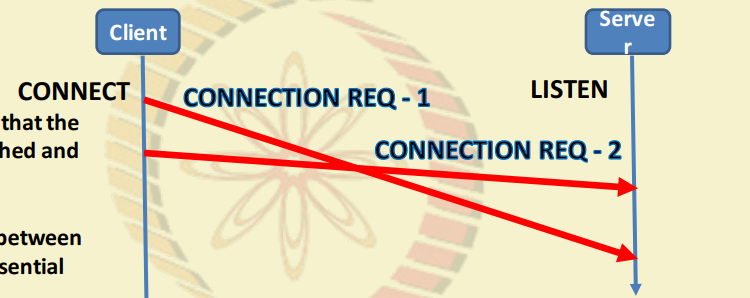 Client
Serve
r
CONNECT
CONNECTION REQ - 1
LISTEN
that the
CONNECTION REQ - 2
hed and
between
sential